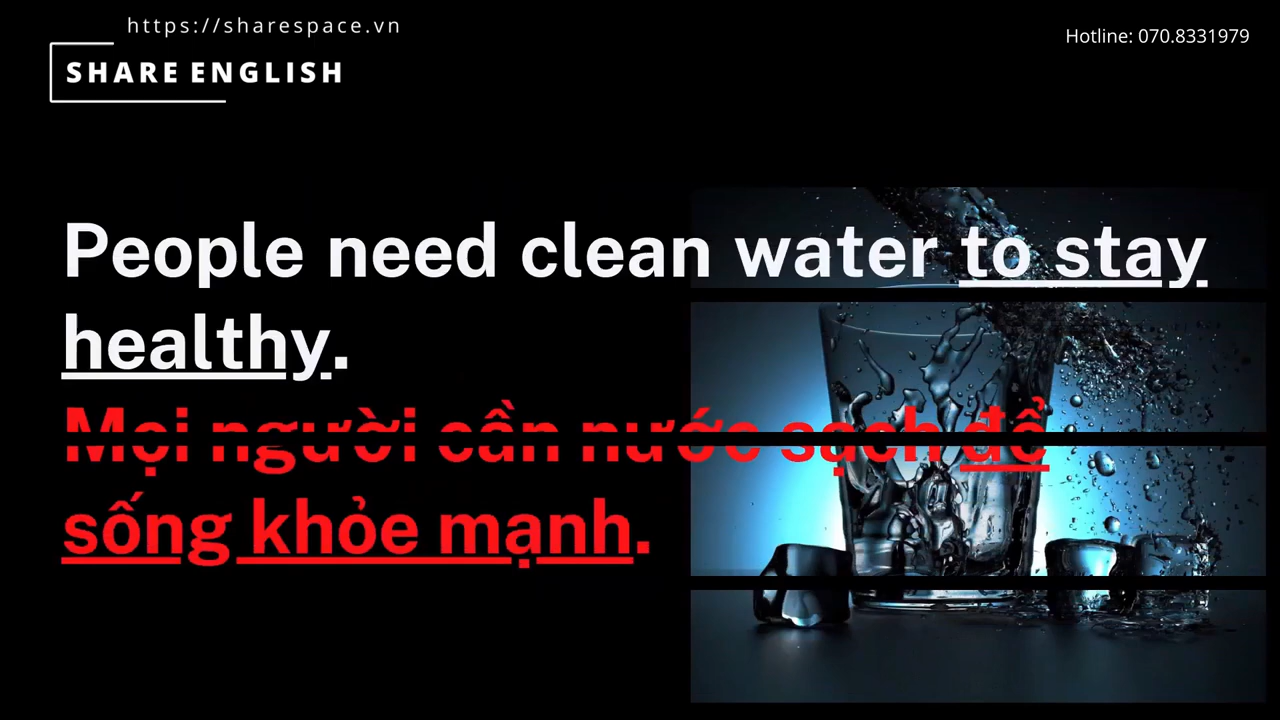 https://sharespace.vn
Hotline: 070.8331979
SHARE ENGLISH
People need clean water to stay
healthy.
Mọi người cần nước sạch để
sống khỏe mạnh.